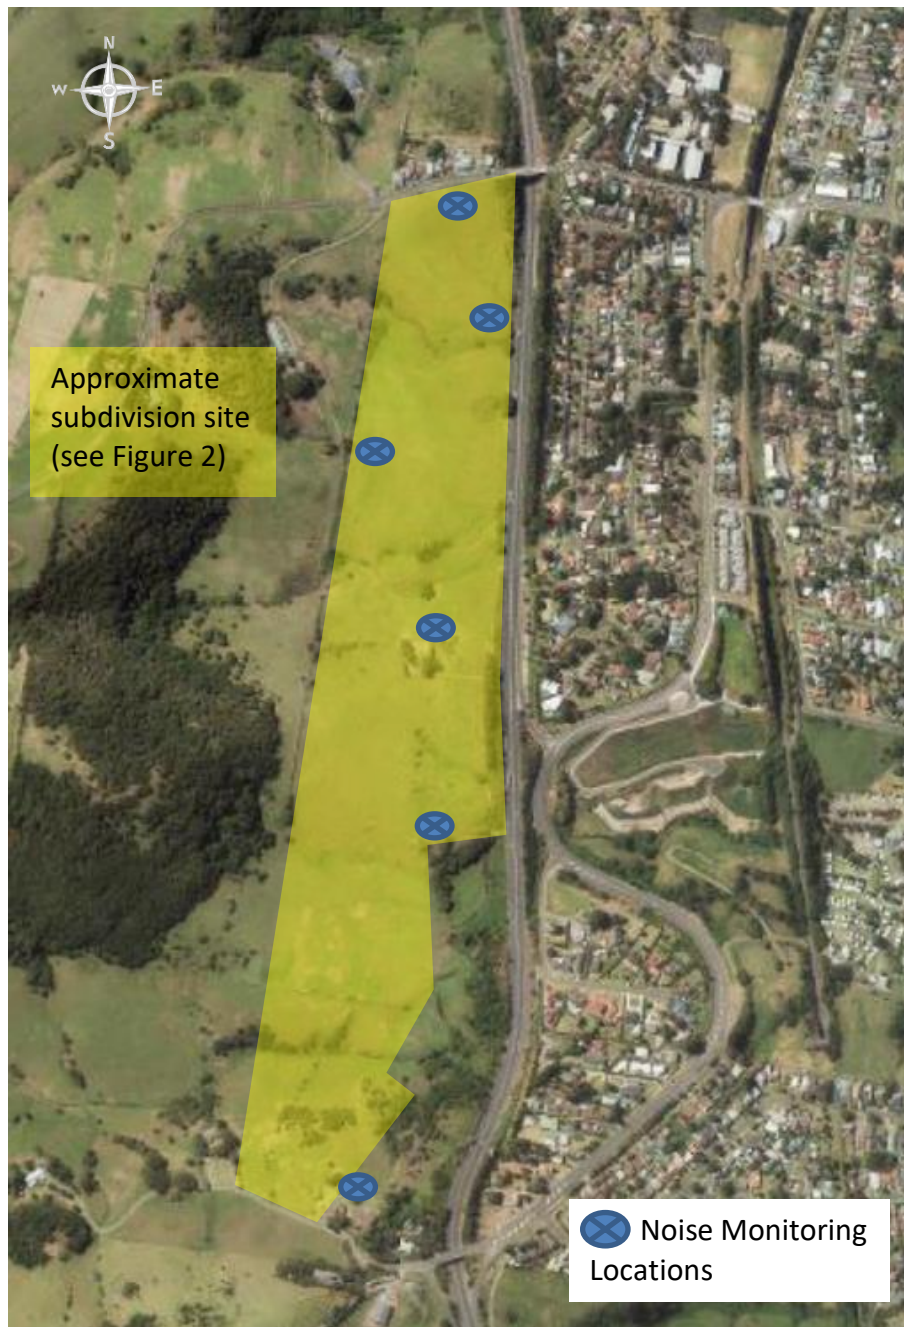 N
W E
S
Approximate
subdivision site
(see Figure 2)
Noise Monitoring
Locations